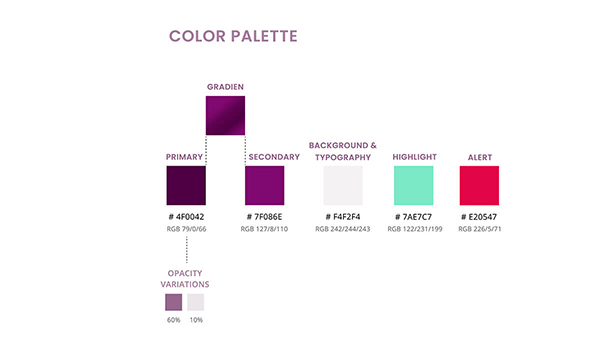 COLOR PALETTE
GRADIEN
PRIMARY
SECONDARY
BACKGROUND &
TYPOGRAPHY
HIGHLIGHT
ALERT
# 4F0042
# 7F086E
# F4F2F4
# 7AE7C7
# E20547
RGB 79/0/66
RGB 127/8/110
RGB 242/244/243
RGB 122/231/199
RGB 226/5/71
OPACITY
VARIATIONS
60%
10%